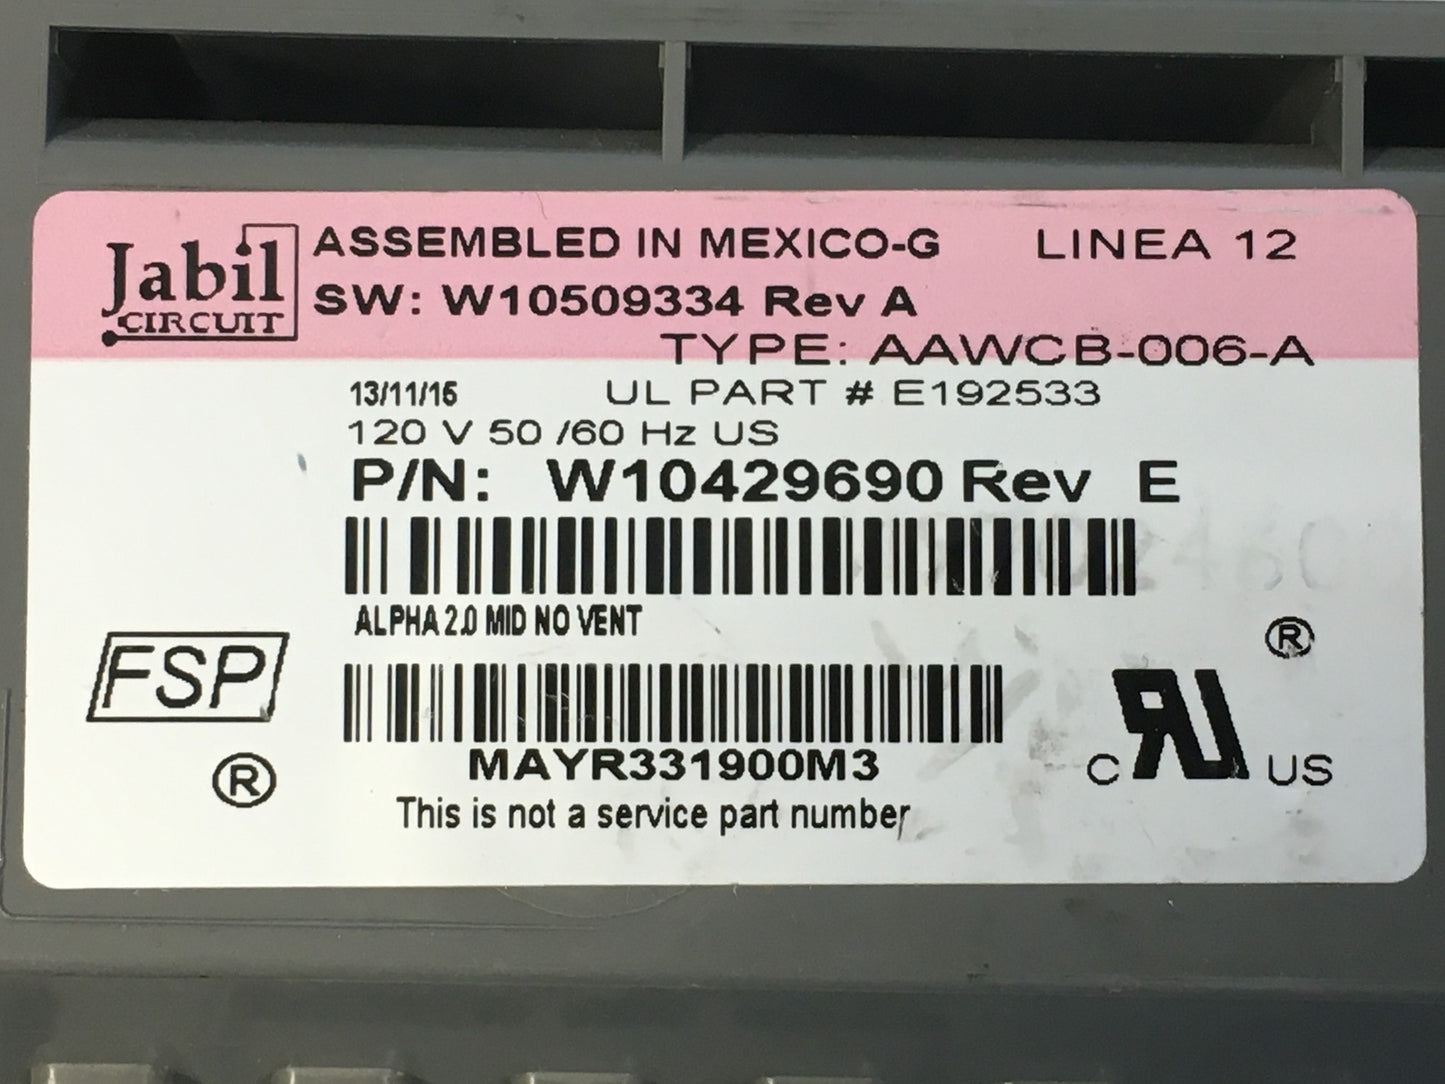 Jabil
CIRCUIT
ASSEMBLED IN MEXICO-G LINEA 12
SW: W10509334 Rev A
TYPE: AAWCB-006-A
13/11/15 UL PART # E192533
120 V 50 /60 Hz US
P/N: W10429690 Rev E
ALPHA 2.0 MID NO VENT
FSP
®
MAYR331900M3
This is not a service part number
®
C UR US